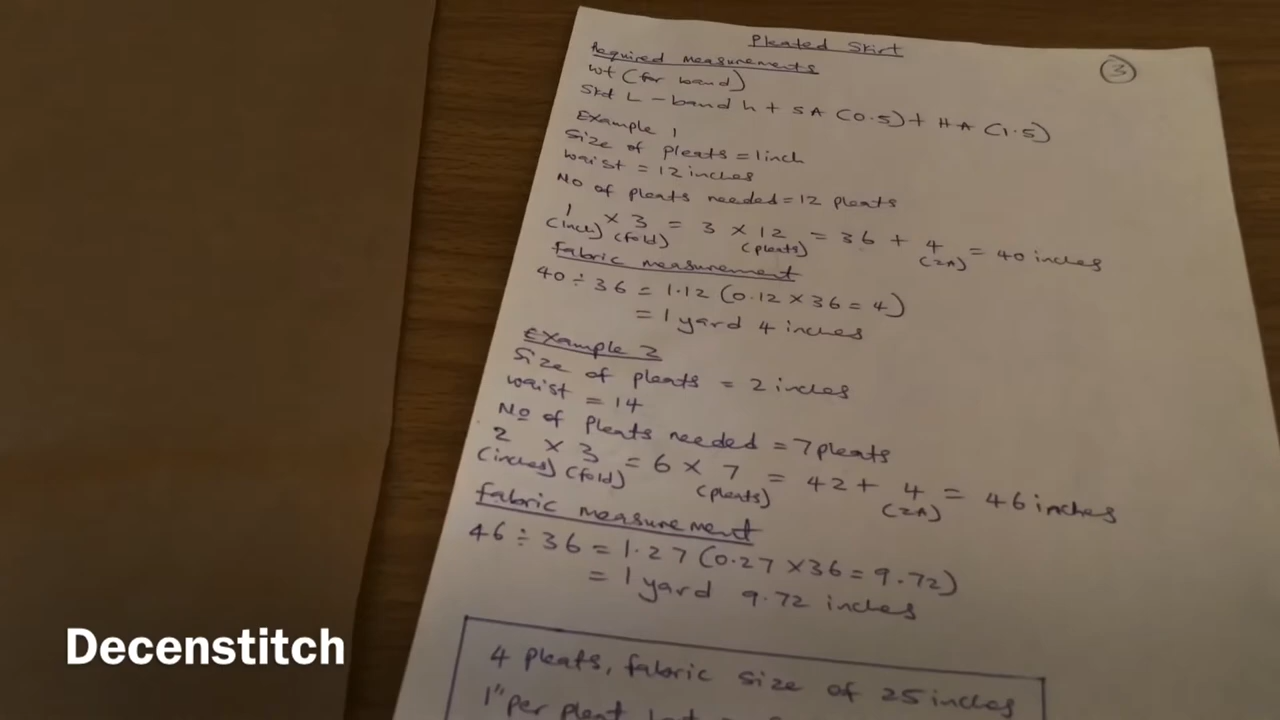 Pleated Skirt
3
Required measurements
wt (for band)
Skt L - band h + SA (0.5) + HA (1.5)
Example 1
Size of pleats = 1 inch
waist = 12 inches
No of pleats needed = 12 pleats
1 × 3 = 3 × 12 = 36 + 4 = 40 inches
(inch) (fold) (pleats) (ZA)
fabric measurement
40 ÷ 36 = 1.12 (0.12 × 36 = 4)
= 1 yard 4 inches
Example 2
Size of pleats = 2 inches
waist = 14
No of pleats needed = 7 pleats
2 × 3 = 6 × 7 = 42 + 4 = 46 inches
(inches) (fold) (pleats) (ZA)
fabric measurement
46 ÷ 36 = 1.27 (0.27 × 36 = 9.72)
= 1 yard 9.72 inches
4 pleats, fabric size of 25 inches
1" per pleat
Decenstitch